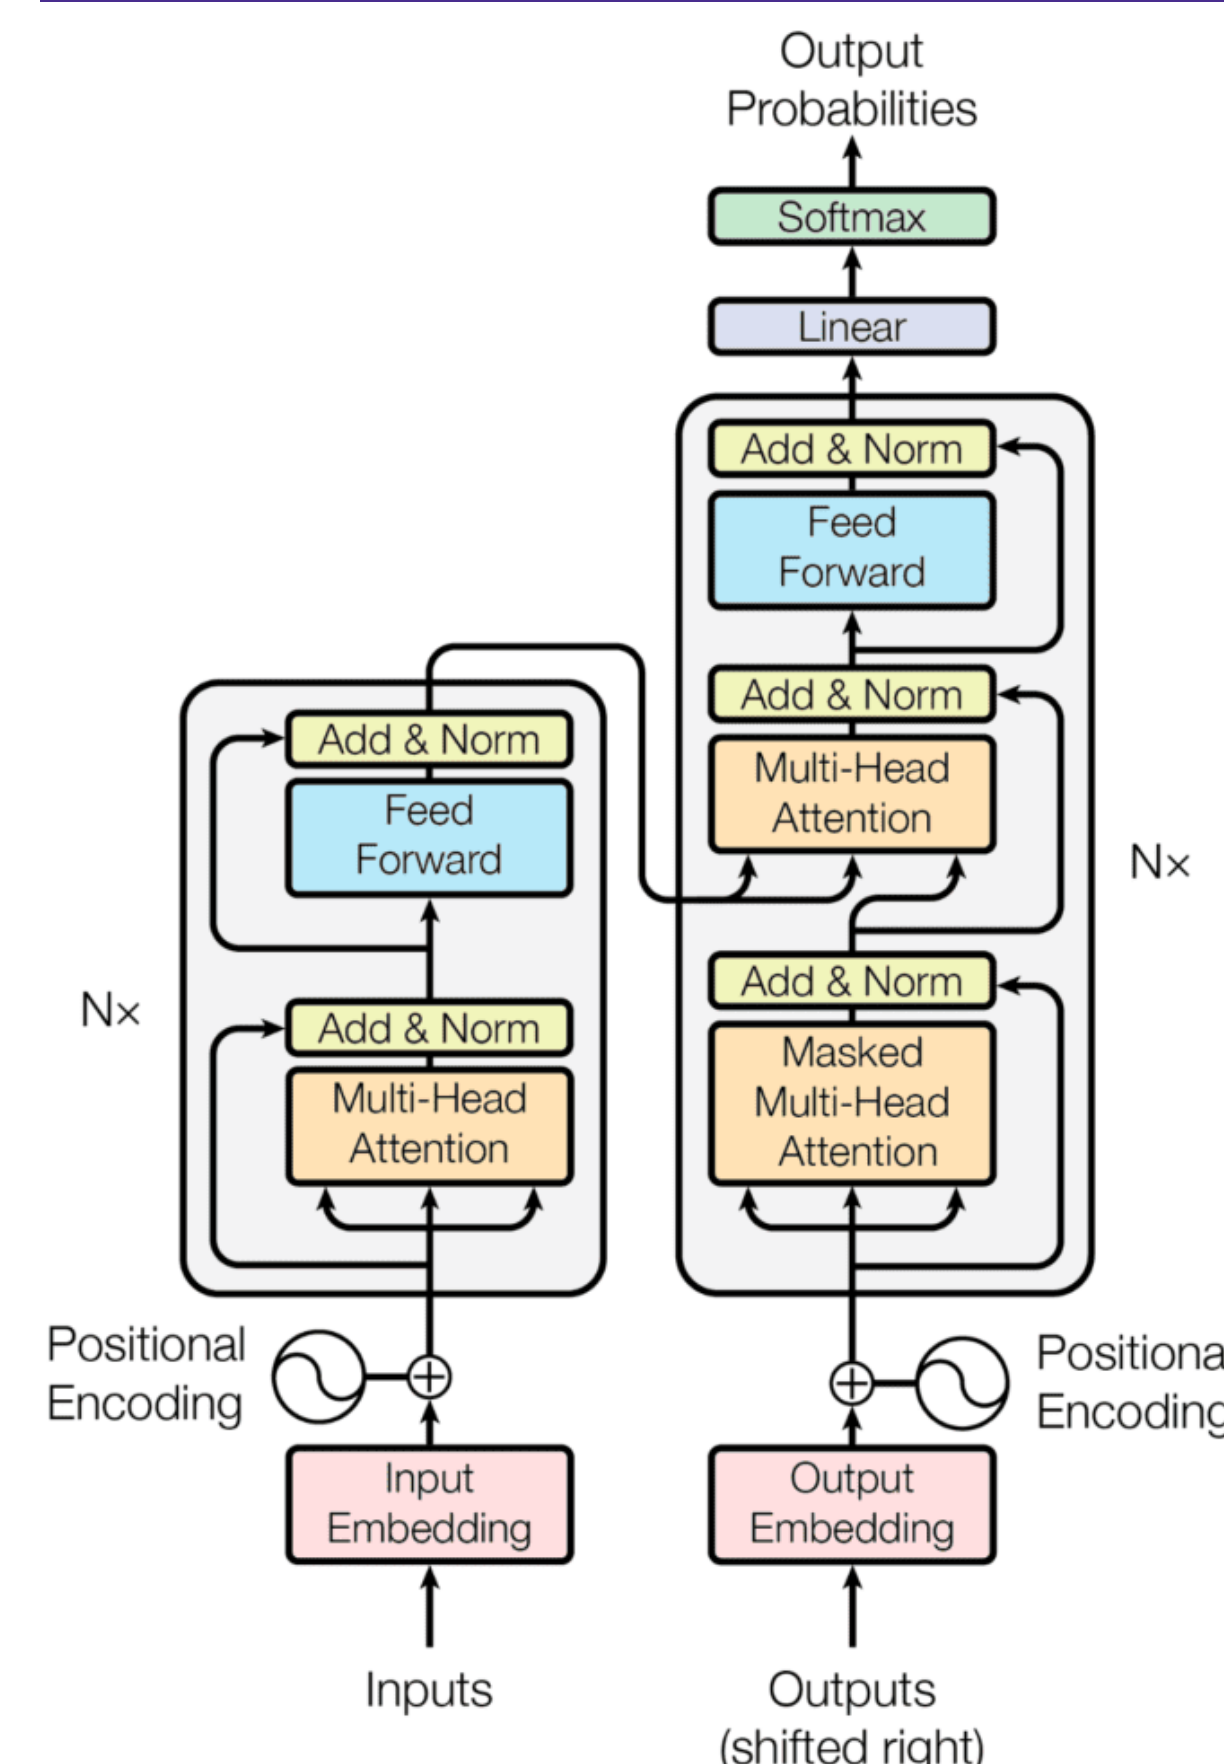 Output
Probabilities
Softmax
Linear
Add & Norm
Feed
Forward
Add & Norm
Multi-Head
Attention
Nx
Add & Norm
Masked
Multi-Head
Attention
Add & Norm
Feed
Forward
Nx
Add & Norm
Multi-Head
Attention
Positional
Encoding
Positiona
Encoding
Input
Embedding
Output
Embedding
Inputs
Outputs
(shifted right)